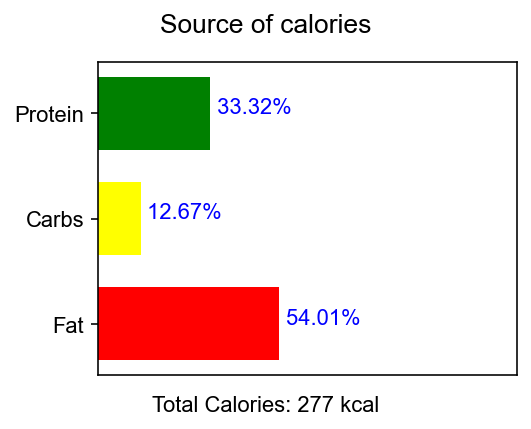 Source of calories
Protein 33.32%
Carbs 12.67%
Fat 54.01%
Total Calories: 277 kcal